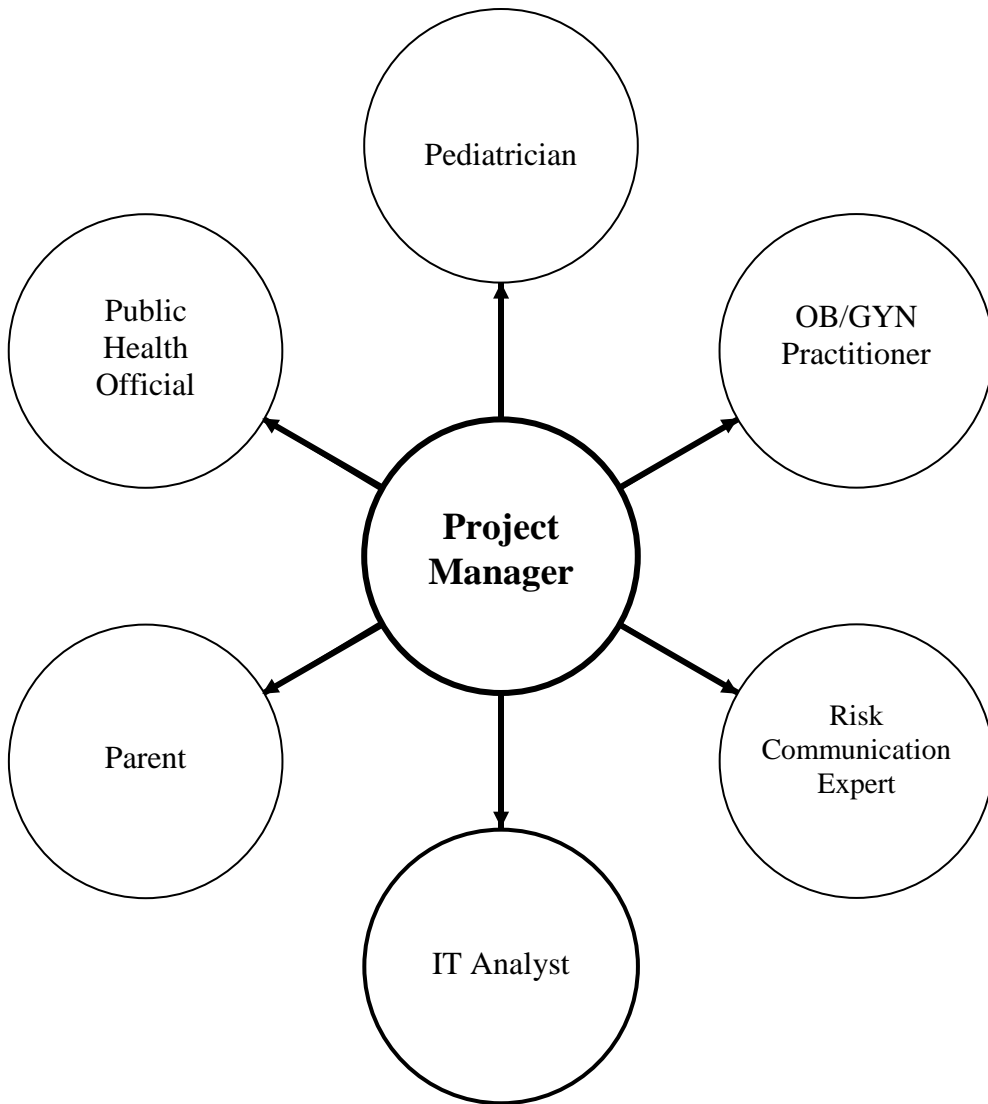 Pediatrician
Public
Health
Official
OB/GYN
Practitioner
Project
Manager
Parent
Risk
Communication
Expert
IT Analyst